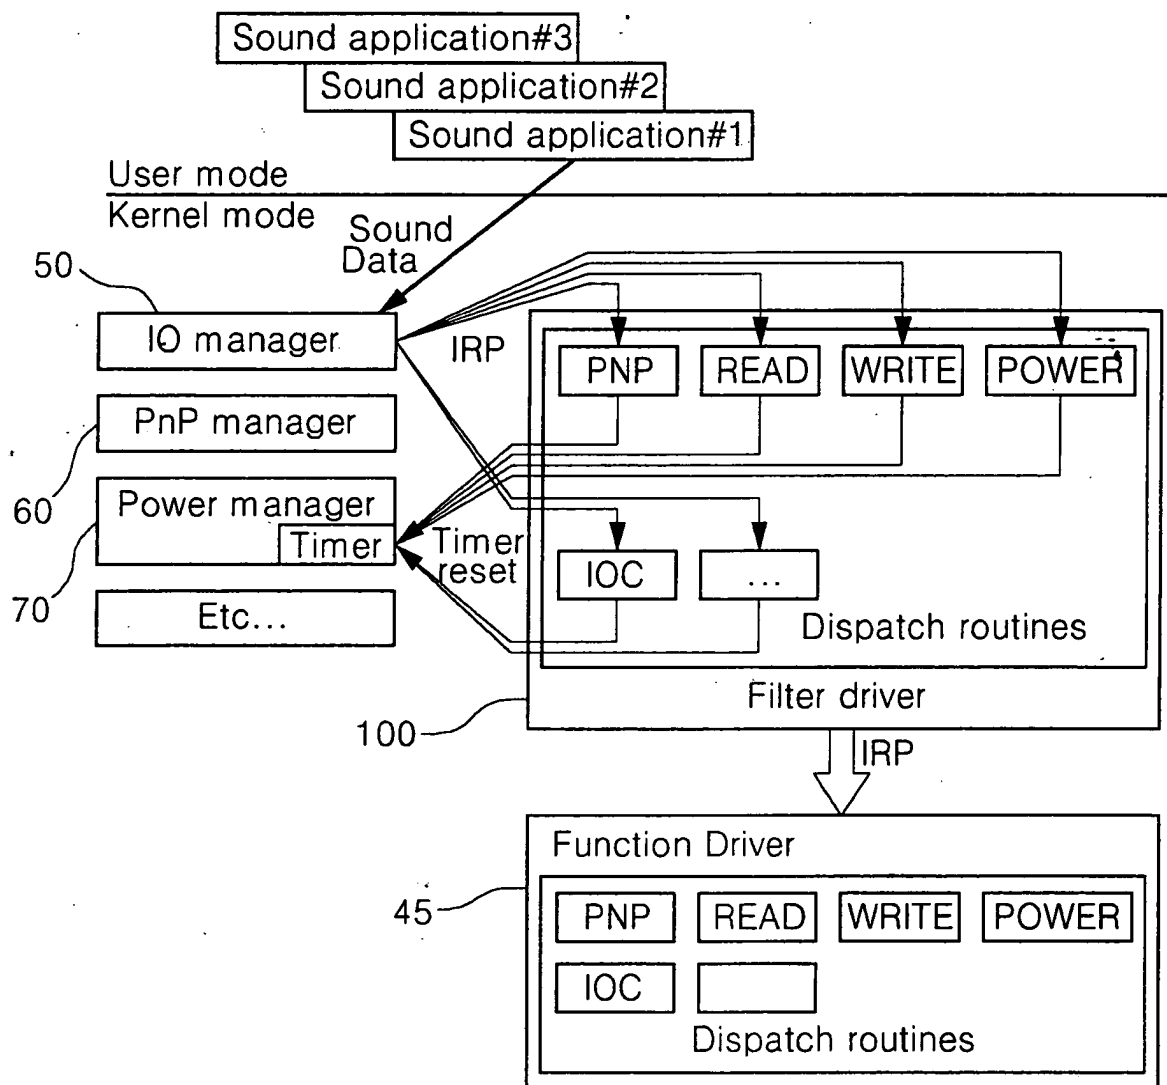 Sound application#3
Sound application#2
Sound application#1
User mode
Kernel mode
Sound
Data
50
IO manager
IRP
PNP
READ
WRITE
POWER
PnP manager
60
Power manager
Timer
Timer
reset
70
IOC
...
Etc...
Dispatch routines
Filter driver
100
IRP
Function Driver
45
PNP
READ
WRITE
POWER
IOC
Dispatch routines